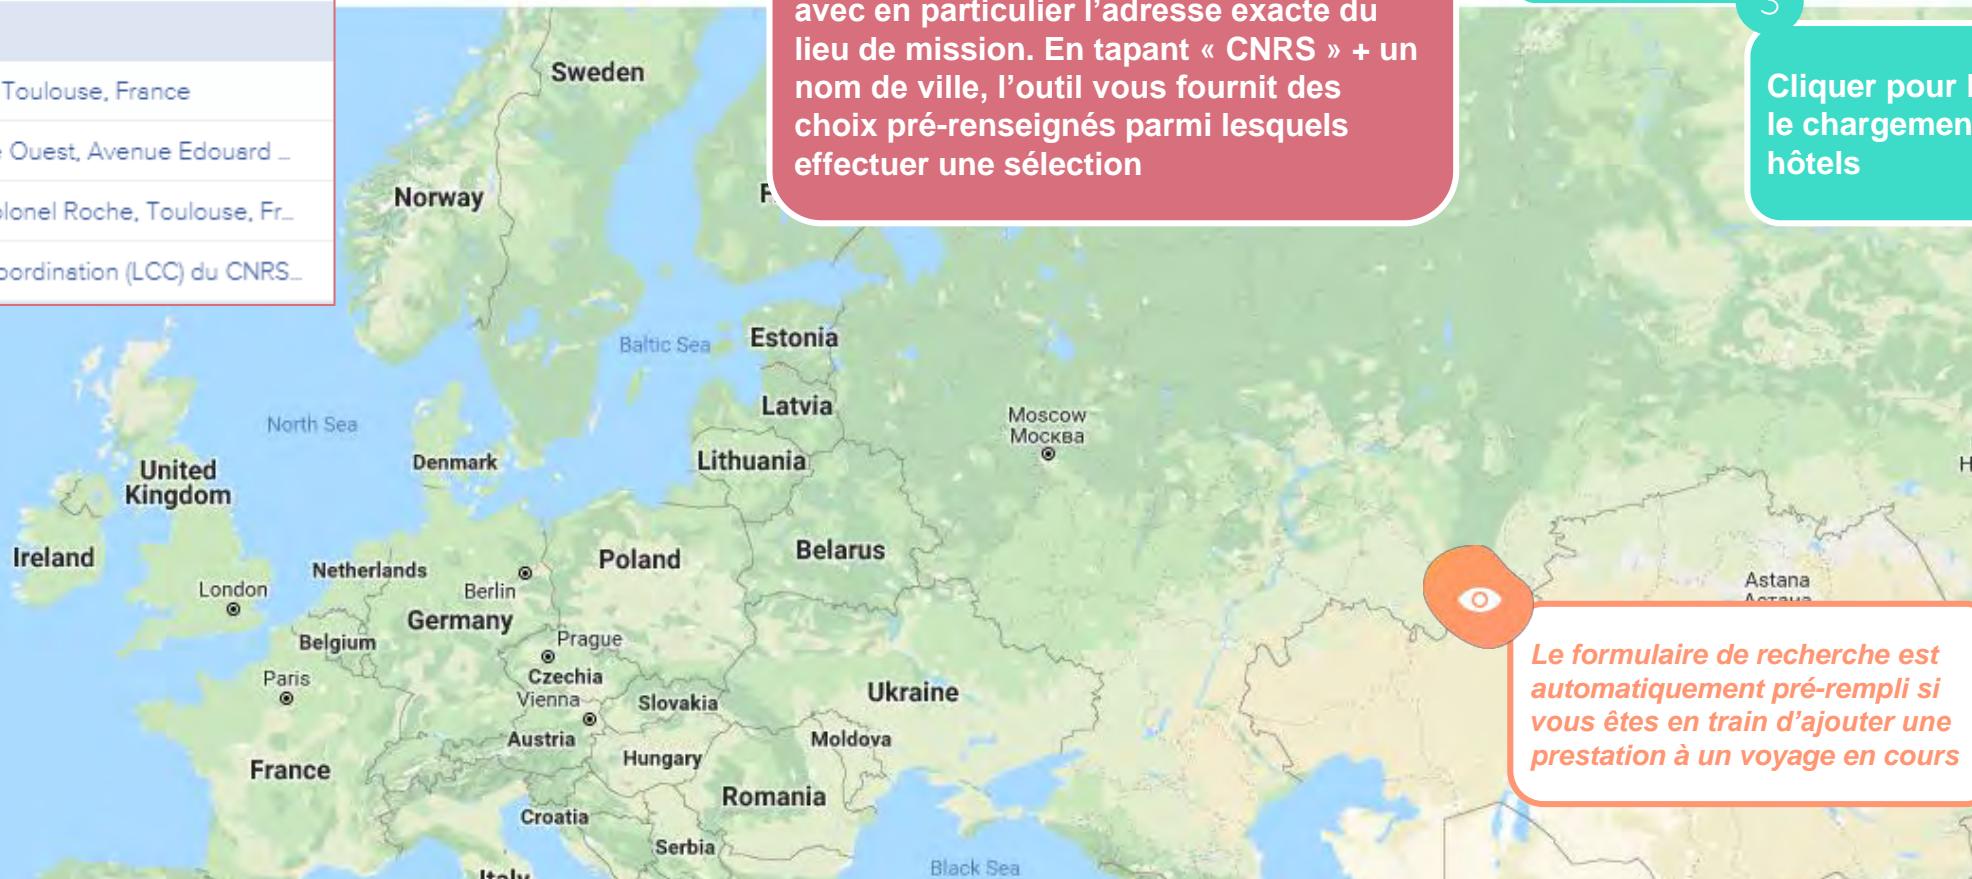 Toulouse, France
Ouest, Avenue Edouard ...
Colonel Roche, Toulouse, Fr...
(LCC) du CNRS...
avec en particulier l'adresse exacte du
lieu de mission. En tapant « CNRS » + un
nom de ville, l'outil vous fournit des
choix pré-renseignés parmi lesquels
effectuer une sélection
3
Cliquer pour
le chargemen
hôtels
Sweden
Norway
F
Estonia
Baltic Sea
Latvia
Moscow
Москва
North Sea
Denmark
Lithuania
United
Kingdom
H
Ireland
Netherlands
Poland
Belarus
London
Berlin
Astana
Germany
Belgium
Prague
Czechia
Paris
Vienna
Slovakia
Ukraine
Austria
Hungary
Moldova
France
Romania
Croatia
Serbia
Black Sea
Italy
Le formulaire de recherche est
automatiquement pré-rempli si
vous êtes en train d'ajouter une
prestation à un voyage en cours